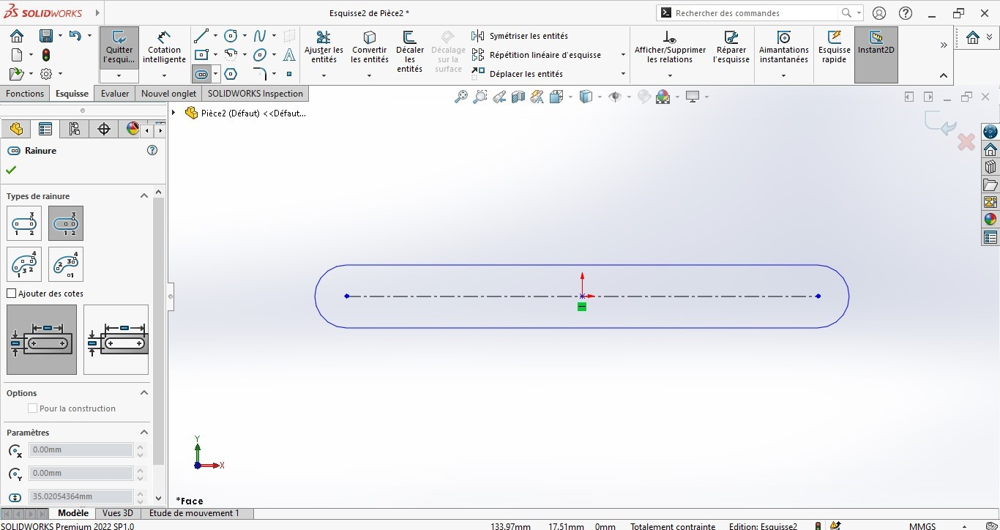 SOLIDWORKS
Esquisse2 de Pièce2 *
Rechercher des commandes
Quitter l'esqui...
Cotation intelligente
Ajuster les entités
Convertir les entités
Décaler les entités
Décalage sur la surface
Symétriser les entités
Répétition linéaire d'esquisse
Déplacer les entités
Afficher/Supprimer les relations
Réparer l'esquisse
Aimantations instantanées
Esquisse rapide
Instant2D
Fonctions
Esquisse
Evaluer
Nouvel onglet
SOLIDWORKS Inspection
Pièce2 (Défaut) <<Défaut...
Rainure
Types de rainure
3
1 2
3
1 2
4
1 3 2
4
2 3
1
Ajouter des cotes
Options
Pour la construction
Paramètres
X
0.00mm
Y
0.00mm
35.02054364mm
Y
X
*Face
Modèle
Vues 3D
Etude de mouvement 1
SOLIDWORKS Premium 2022 SP1.0
133.97mm
17.51mm
0mm
Totalement contrainte
Edition: Esquisse2
MMGS